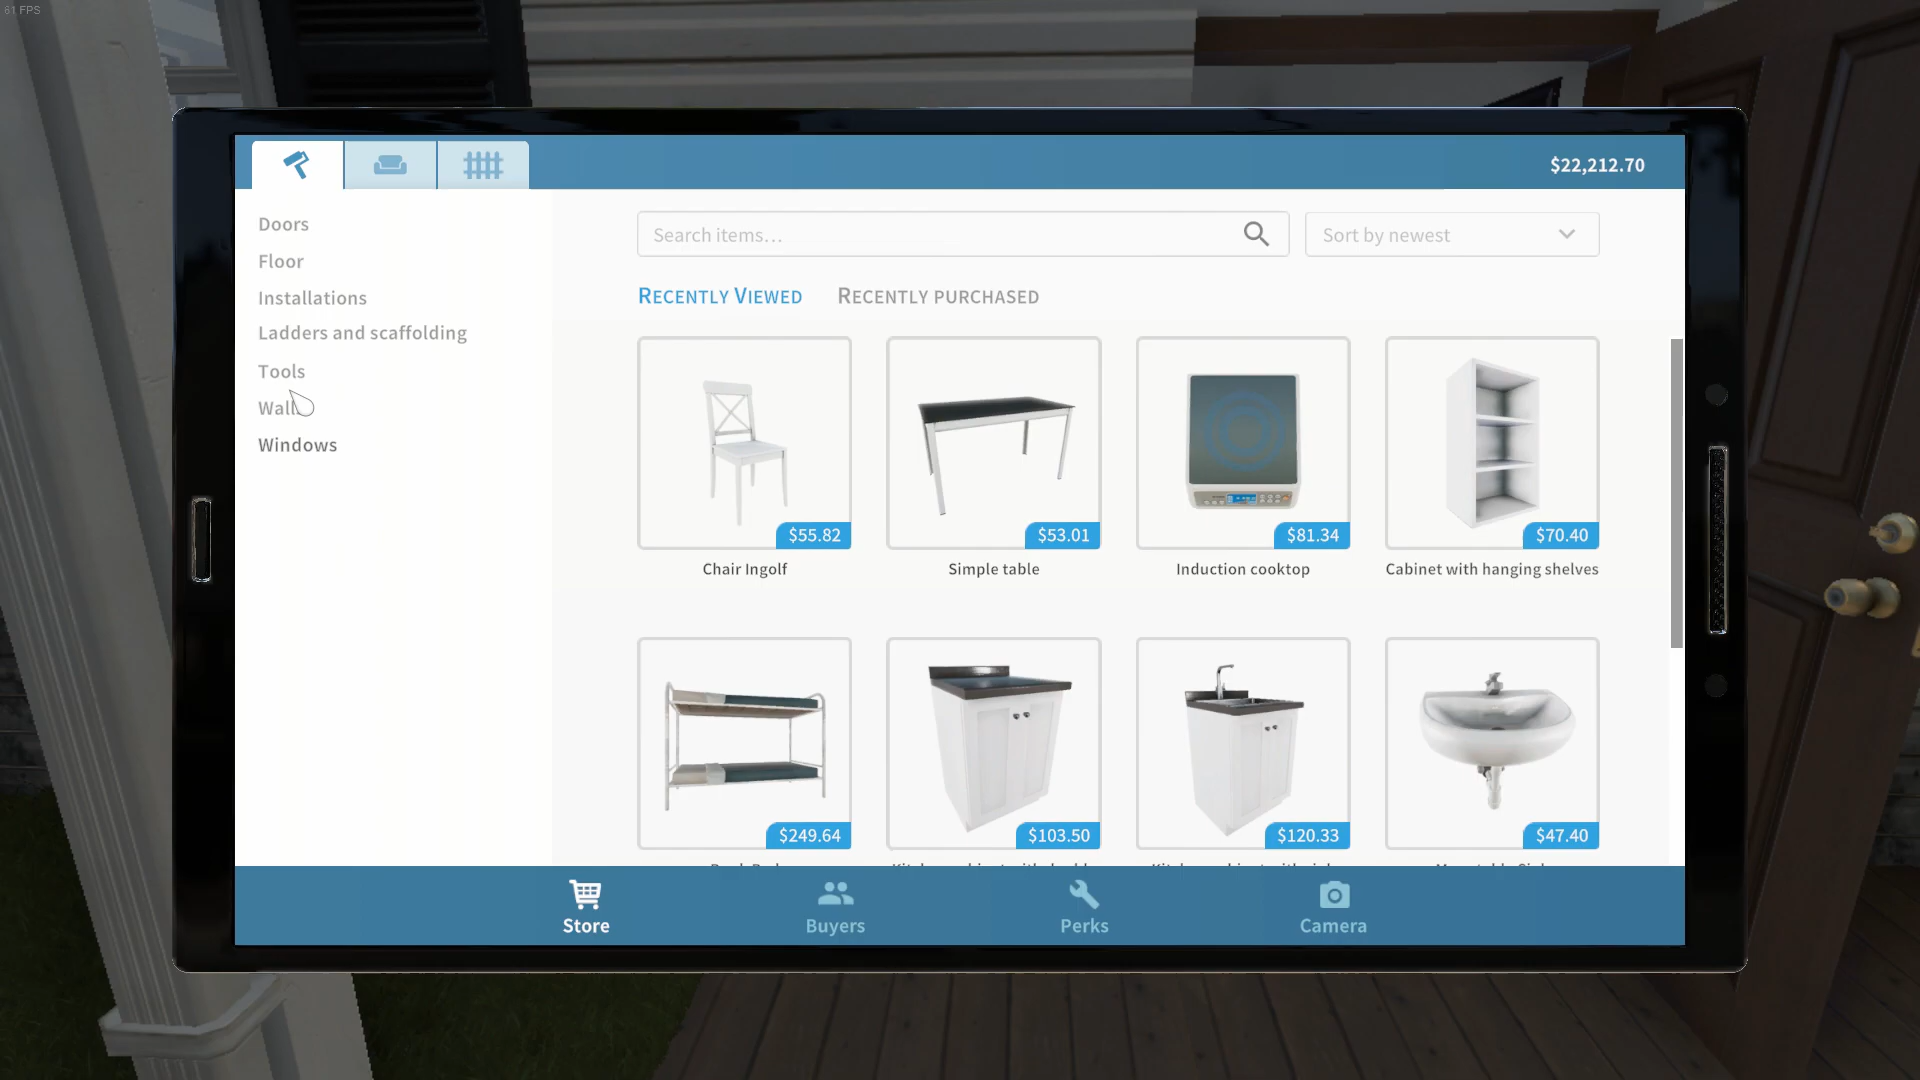 61 FPS
$22,212.70
Doors
Floor
Installations
Ladders and scaffolding
Tools
Wall
Windows
Search items...
Sort by newest
RECENTLY VIEWED
RECENTLY PURCHASED
$55.82
$53.01
$81.34
$70.40
Chair Ingolf
Simple table
Induction cooktop
Cabinet with hanging shelves
$249.64
$103.50
$120.33
$47.40
Store
Buyers
Perks
Camera